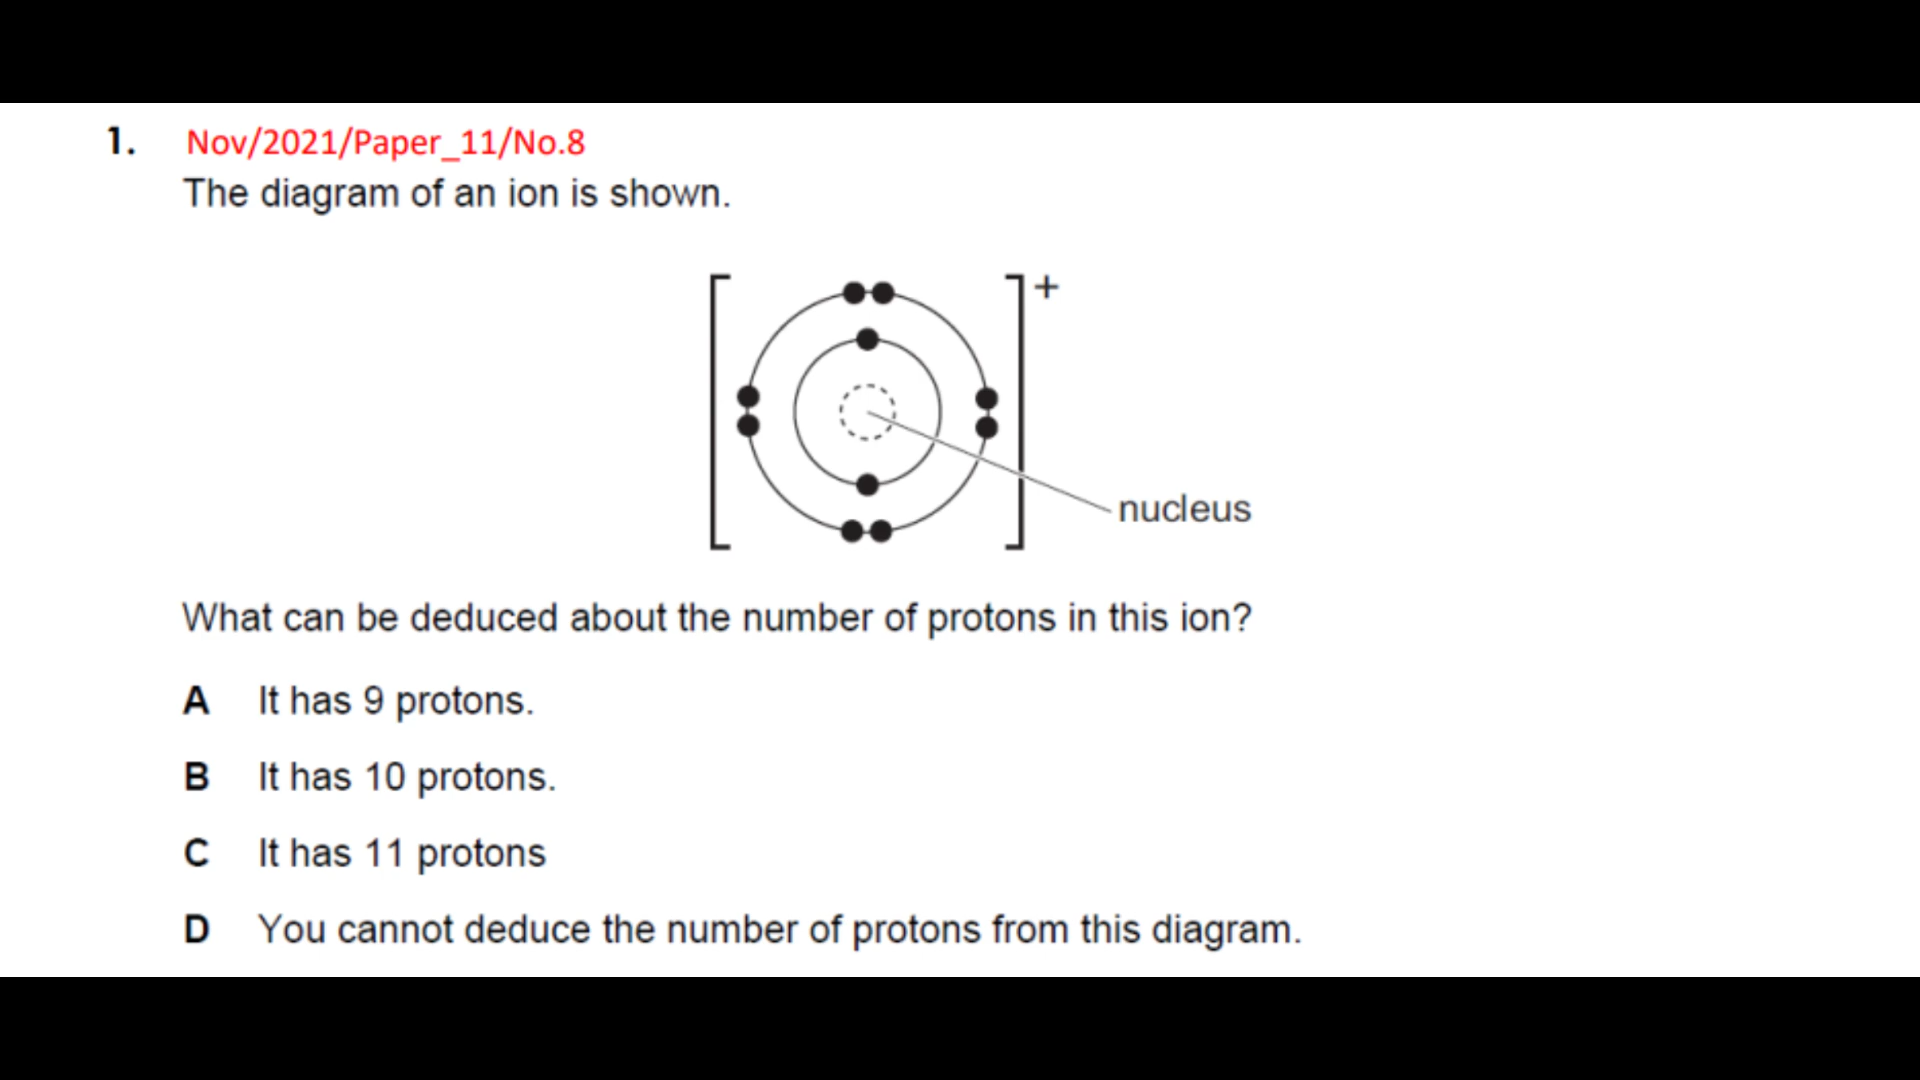 1. Nov/2021/Paper_11/No.8
The diagram of an ion is shown.
+
nucleus
What can be deduced about the number of protons in this ion?
A It has 9 protons.
B It has 10 protons.
C It has 11 protons
D You cannot deduce the number of protons from this diagram.